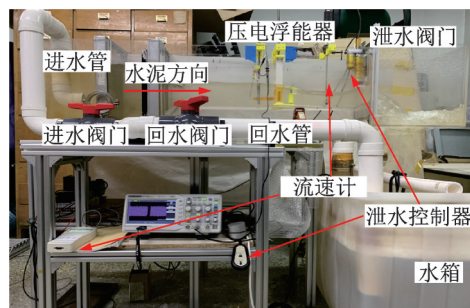 压电浮能器
泄水阀门
进水管
水泥方向
进水阀门
回水阀门
回水管
流速计
泄水控制器
水箱